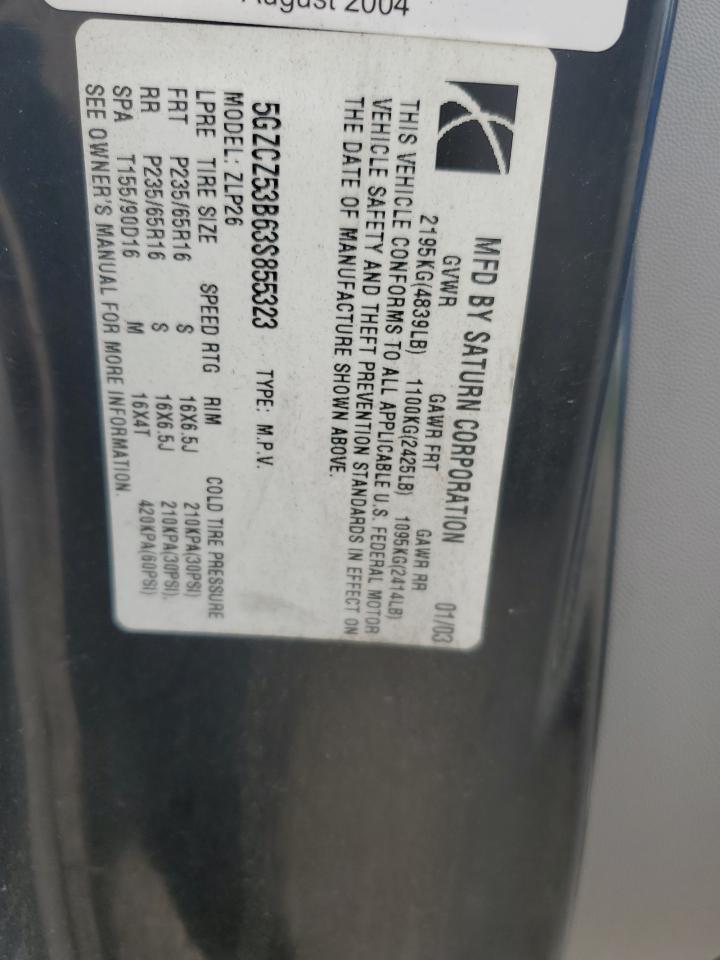 August 2004
MFD BY SATURN CORPORATION 01/03
GVWR GAWR FRT GAWR RR
2195KG(4839LB) 1100KG(2425LB) 1095KG(2414LB)
THIS VEHICLE CONFORMS TO ALL APPLICABLE U.S. FEDERAL MOTOR
VEHICLE SAFETY AND THEFT PREVENTION STANDARDS IN EFFECT ON
THE DATE OF MANUFACTURE SHOWN ABOVE.
5GZCZ53B63S855323 TYPE: M.P.V.
MODEL: ZLP26
LPRE TIRE SIZE SPEED RTG RIM COLD TIRE PRESSURE
FRT P235/65R16 S 16X6.5J 210KPA(30PSI)
RR P235/65R16 S 16X6.5J 210KPA(30PSI).
SPA T155/90D16 M 16X4T 420KPA(60PSI)
SEE OWNER'S MANUAL FOR MORE INFORMATION.